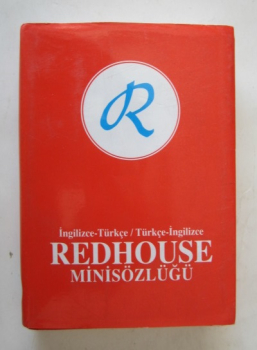 R
İngilizce-Türkçe / Türkçe-İngilizce
REDHOUSE
MİNİSÖZLÜĞÜ